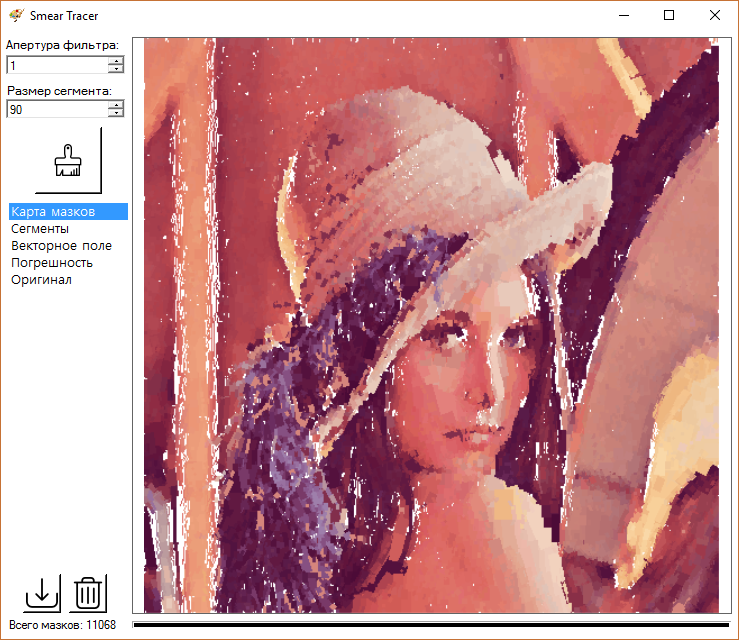 Smear Tracer
Апертура фильтра:
1
Размер сегмента:
90
Карта мазков
Сегменты
Векторное поле
Погрешность
Оригинал
Всего мазков: 11068